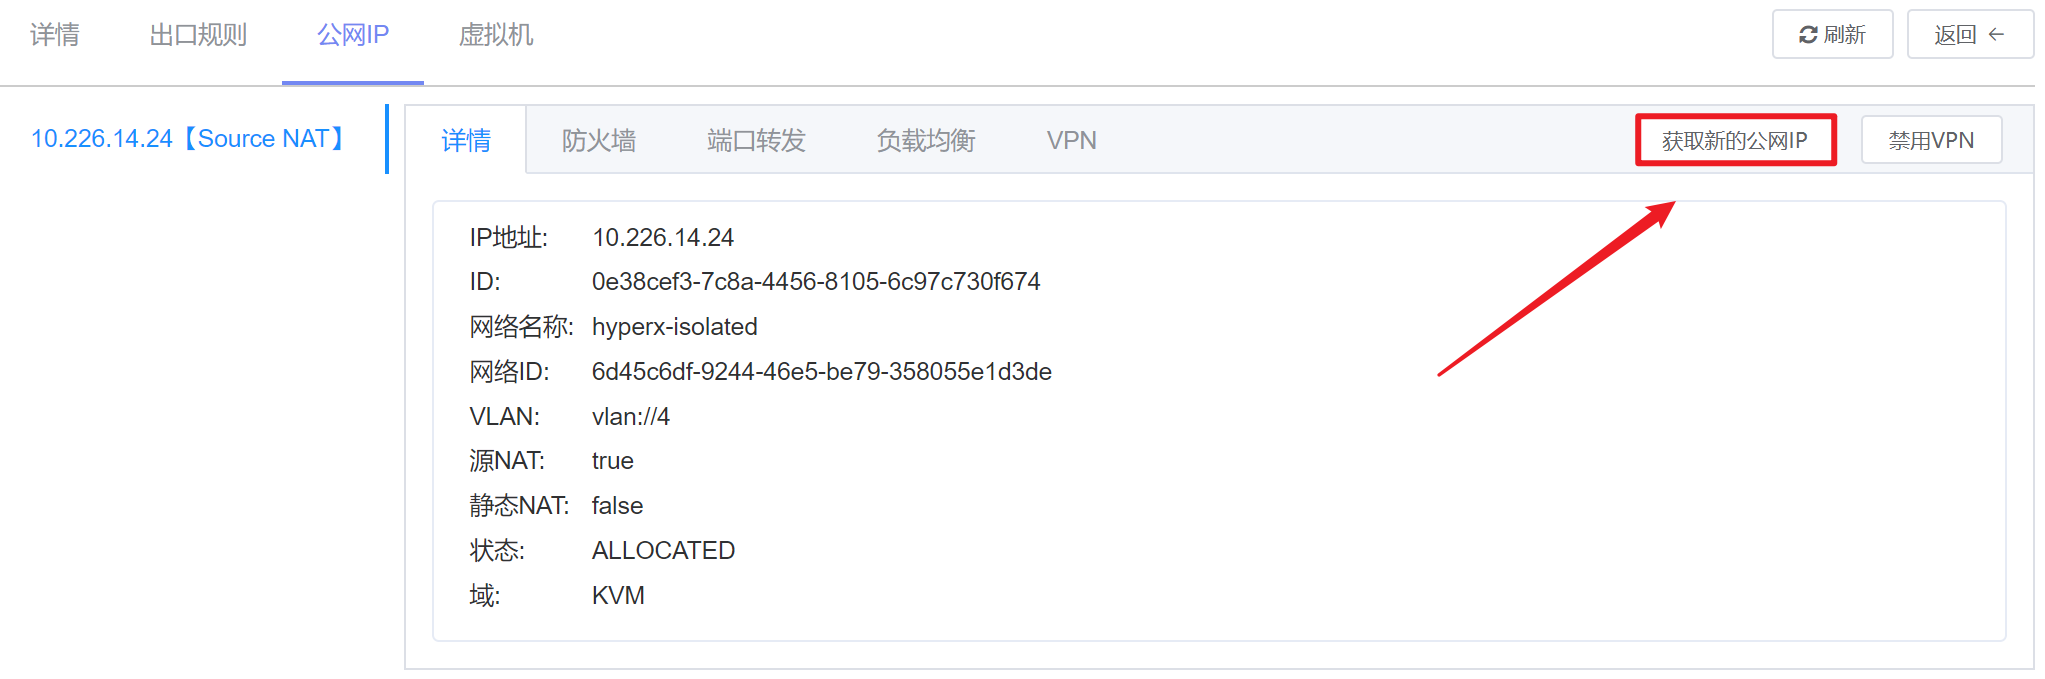 详情 出口规则 公网IP 虚拟机 刷新 返回 ←
10.226.14.24【Source NAT】
详情 防火墙 端口转发 负载均衡 VPN 获取新的公网IP 禁用VPN
IP地址: 10.226.14.24
ID: 0e38cef3-7c8a-4456-8105-6c97c730f674
网络名称: hyperx-isolated
网络ID: 6d45c6df-9244-46e5-be79-358055e1d3de
VLAN: vlan://4
源NAT: true
静态NAT: false
状态: ALLOCATED
域: KVM